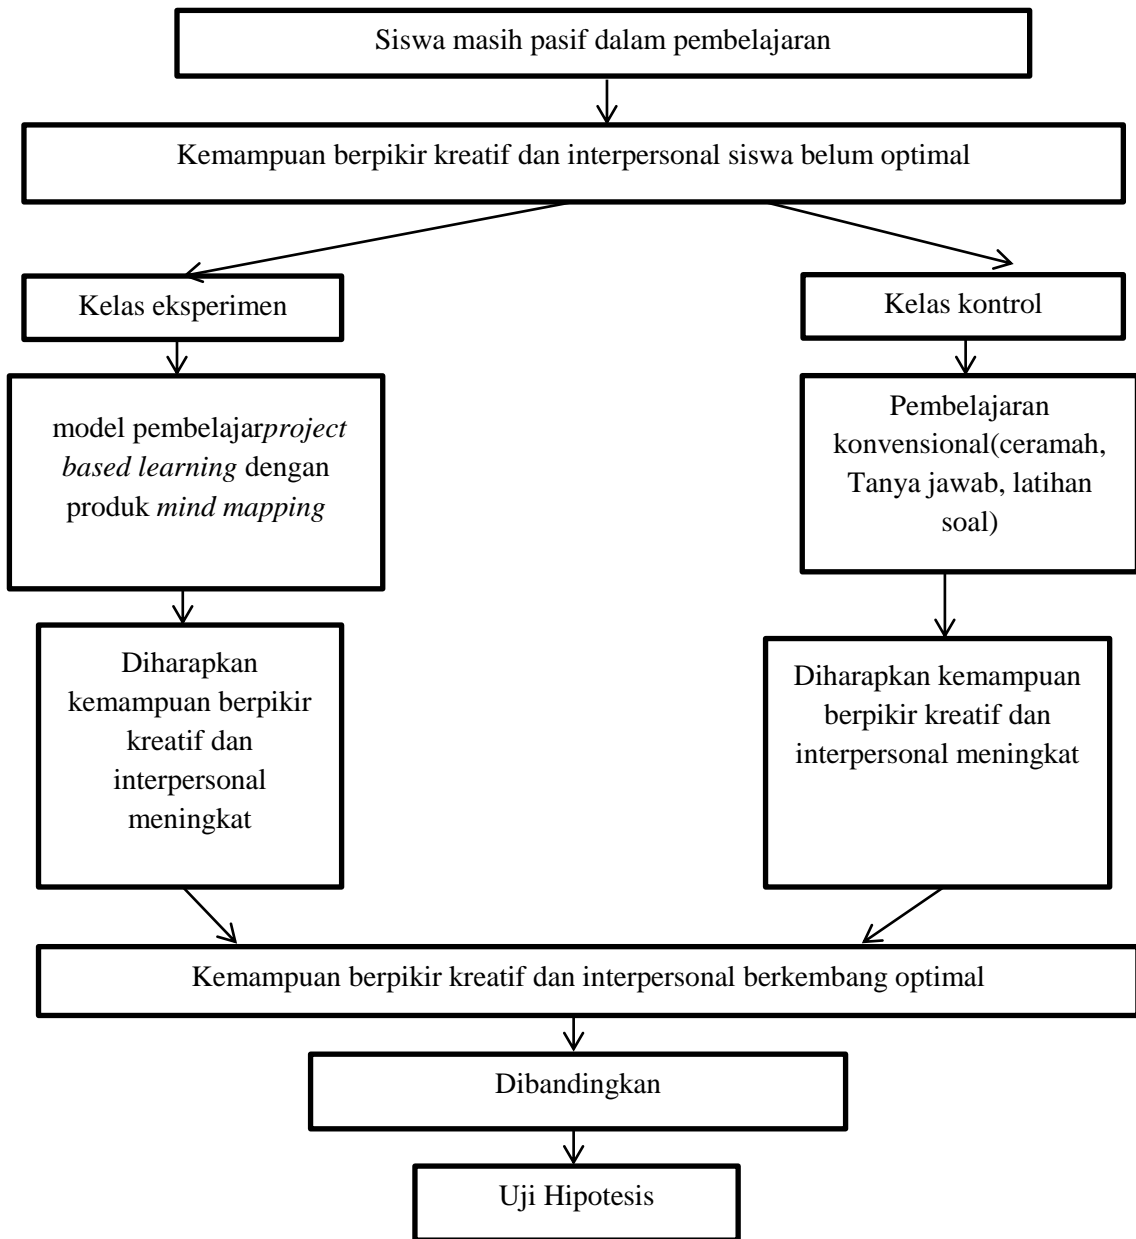 Siswa masih pasif dalam pembelajaran
Kemampuan berpikir kreatif dan interpersonal siswa belum optimal
Kelas eksperimen
Kelas kontrol
model pembelajarproject
based learning dengan
produk mind mapping
Pembelajaran
konvensional(ceramah,
Tanya jawab, latihan
soal)
Diharapkan
kemampuan berpikir
kreatif dan
interpersonal
meningkat
Diharapkan kemampuan
berpikir kreatif dan
interpersonal meningkat
Kemampuan berpikir kreatif dan interpersonal berkembang optimal
Dibandingkan
Uji Hipotesis